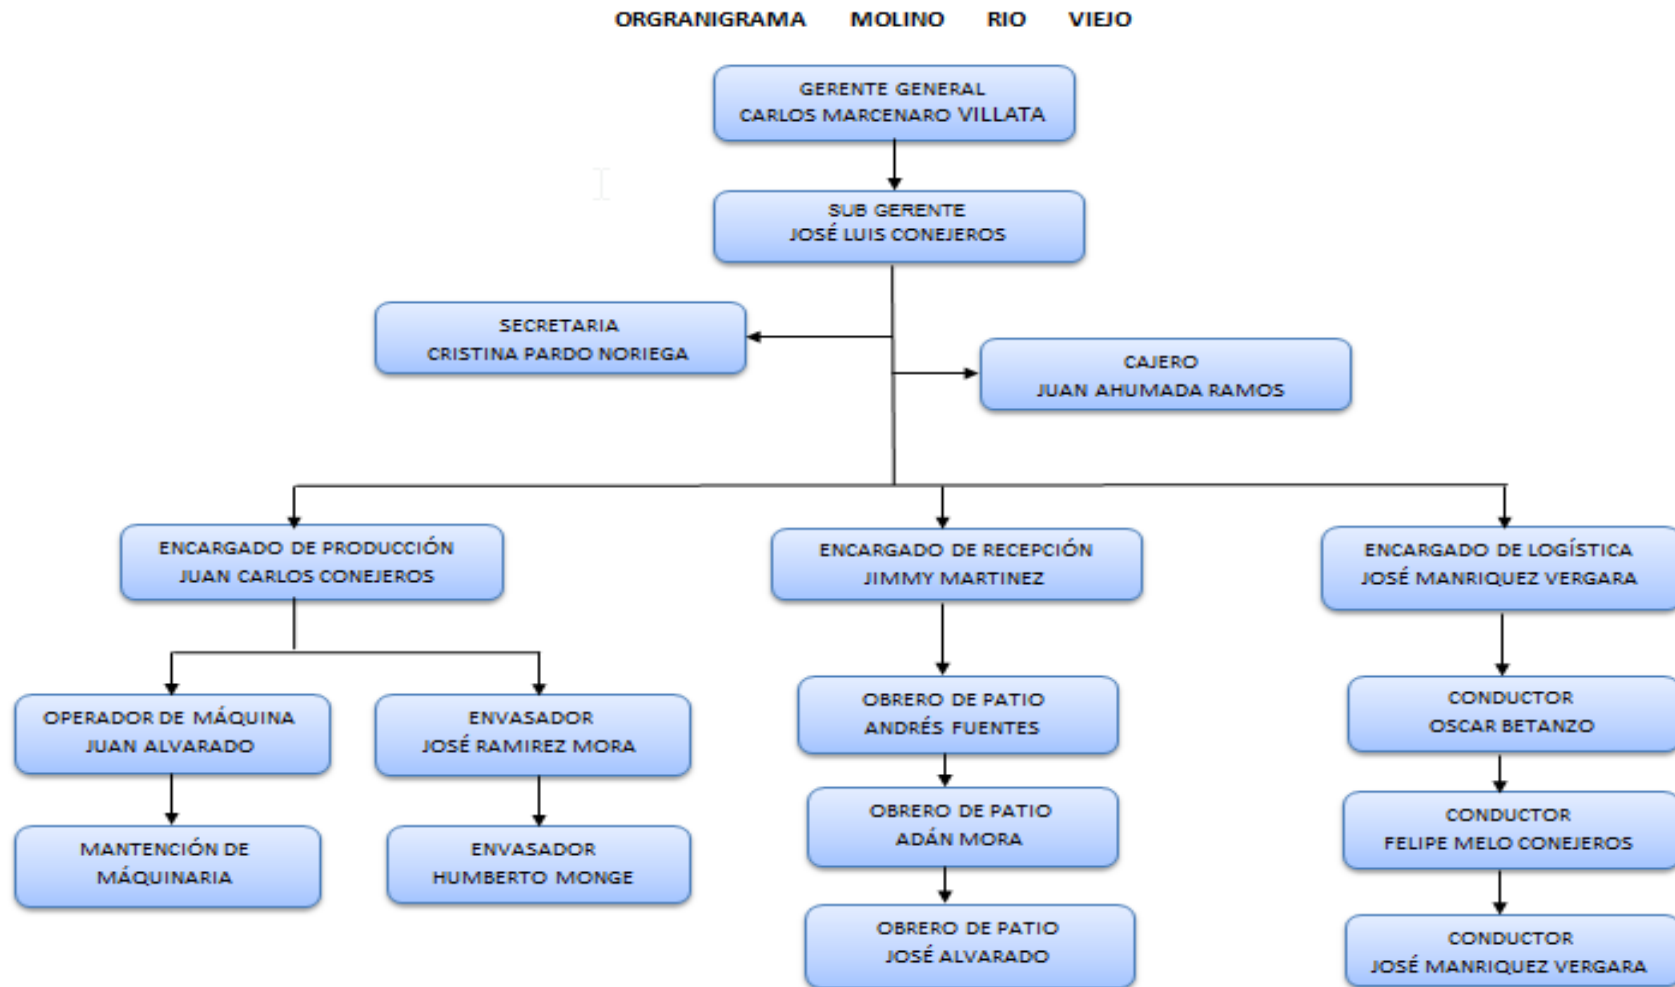 ORGRANIGRAMA MOLINO RIO VIEJO
GERENTE GENERAL
CARLOS MARCENARO VILLATA
SUB GERENTE
JOSÉ LUIS CONEJEROS
SECRETARIA
CRISTINA PARDO NORIEGA
CAJERO
JUAN AHUMADA RAMOS
ENCARGADO DE PRODUCCIÓN
JUAN CARLOS CONEJEROS
ENCARGADO DE RECEPCIÓN
JIMMY MARTINEZ
ENCARGADO DE LOGÍSTICA
JOSÉ MANRIQUEZ VERGARA
OPERADOR DE MÁQUINA
JUAN ALVARADO
ENVASADOR
JOSÉ RAMIREZ MORA
OBRERO DE PATIO
ANDRÉS FUENTES
CONDUCTOR
OSCAR BETANZO
MANTENCIÓN DE
MÁQUINARIA
ENVASADOR
HUMBERTO MONGE
OBRERO DE PATIO
ADÁN MORA
CONDUCTOR
FELIPE MELO CONEJEROS
OBRERO DE PATIO
JOSÉ ALVARADO
CONDUCTOR
JOSÉ MANRIQUEZ VERGARA